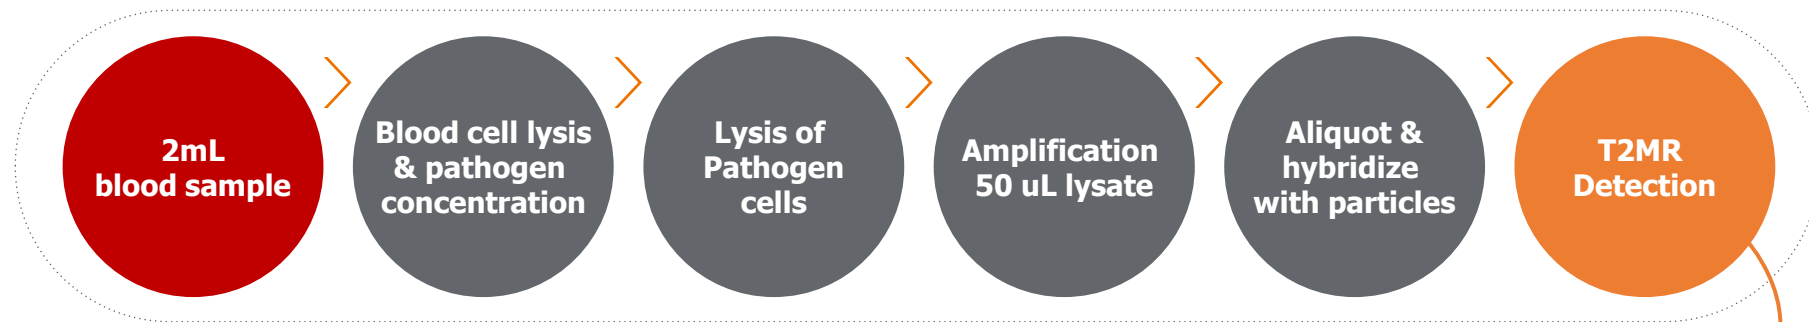 2mL
blood sample
Blood cell lysis
& pathogen
concentration
Lysis of
Pathogen
cells
Amplification
50 uL lysate
Aliquot &
hybridize
with particles
T2MR
Detection